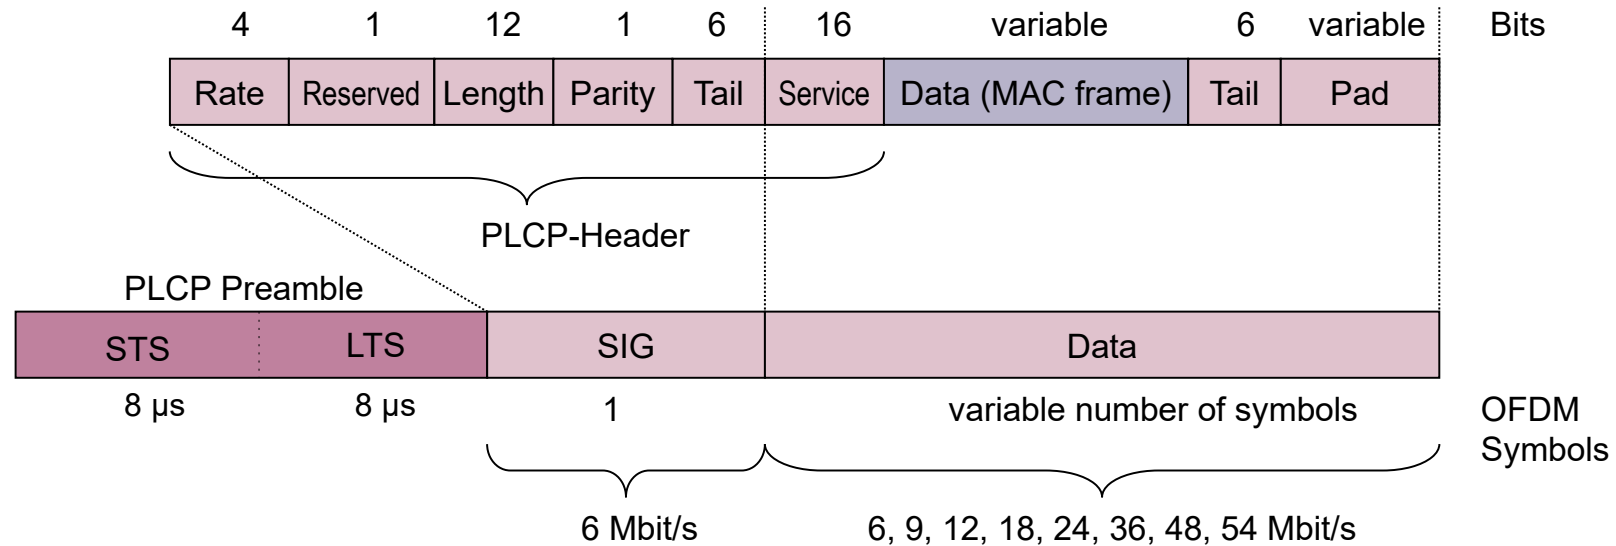 4 1 12 1 6 16 variable 6 variable Bits
Rate Reserved Length Parity Tail Service Data (MAC frame) Tail Pad
PLCP-Header
PLCP Preamble
STS LTS SIG Data
8 µs 8 µs 1 variable number of symbols OFDM
Symbols
6 Mbit/s 6, 9, 12, 18, 24, 36, 48, 54 Mbit/s